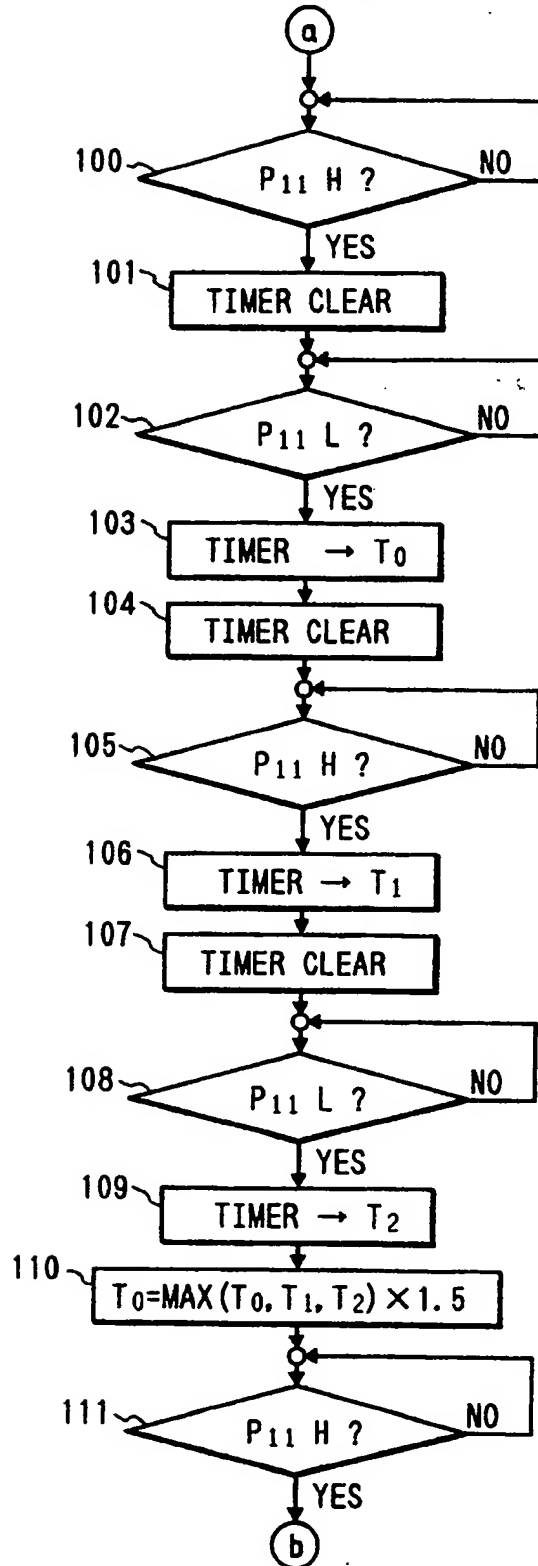 a
100
P11 H ?
NO
YES
101
TIMER CLEAR
102
P11 L ?
NO
YES
103
TIMER → T0
104
TIMER CLEAR
105
P11 H ?
NO
YES
106
TIMER → T1
107
TIMER CLEAR
108
P11 L ?
NO
YES
109
TIMER → T2
110
T0=MAX(T0, T1, T2)×1.5
111
P11 H ?
NO
YES
b